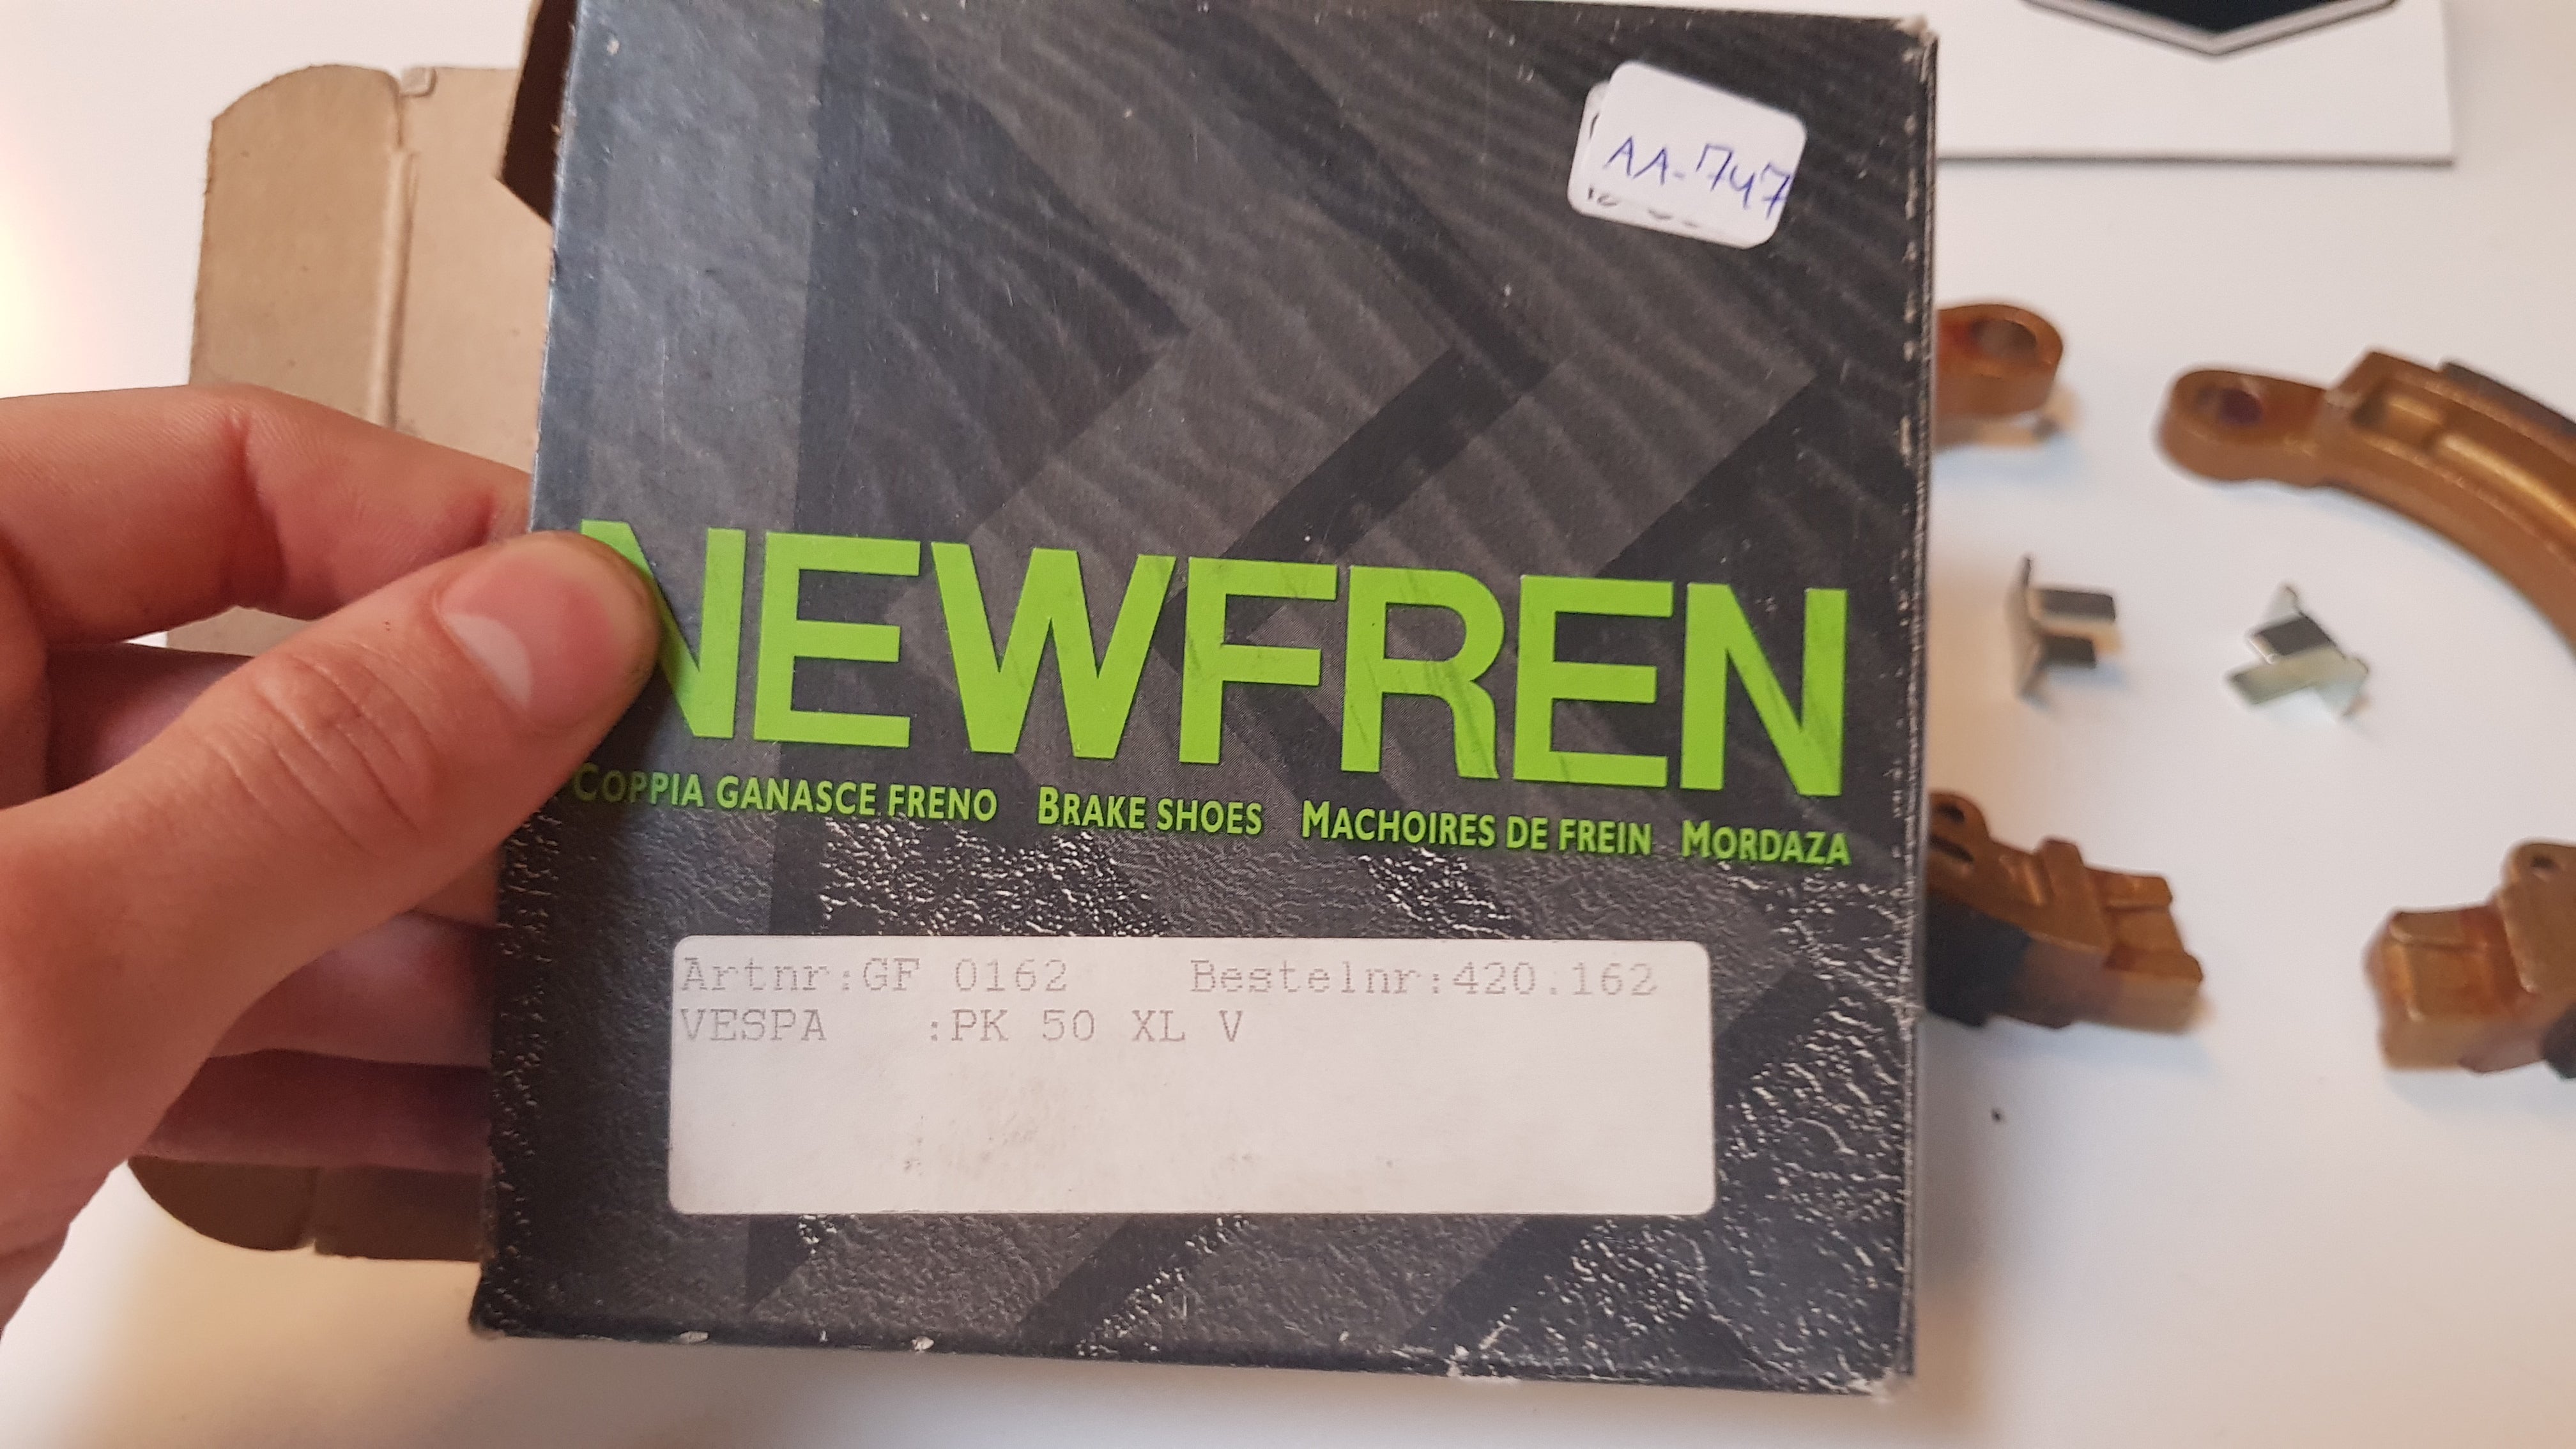 AA-747
NEWFREN
COPPIA GANASCE FRENO BRAKE SHOES MACHOIRES DE FREIN MORDAZA
Artnr:GF 0162 Bestelnr:420.162
VESPA :PK 50 XL V